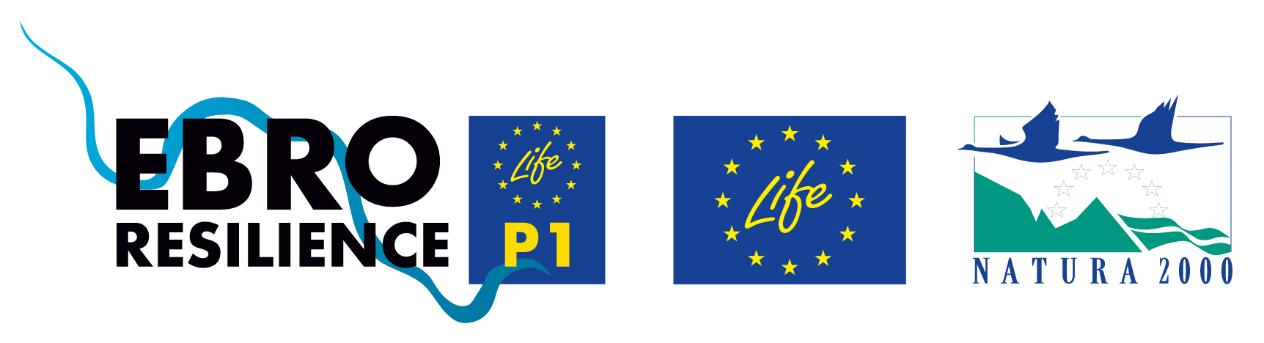 EBRO
RESILIENCE
Life
P1
Life
NATURA 2000